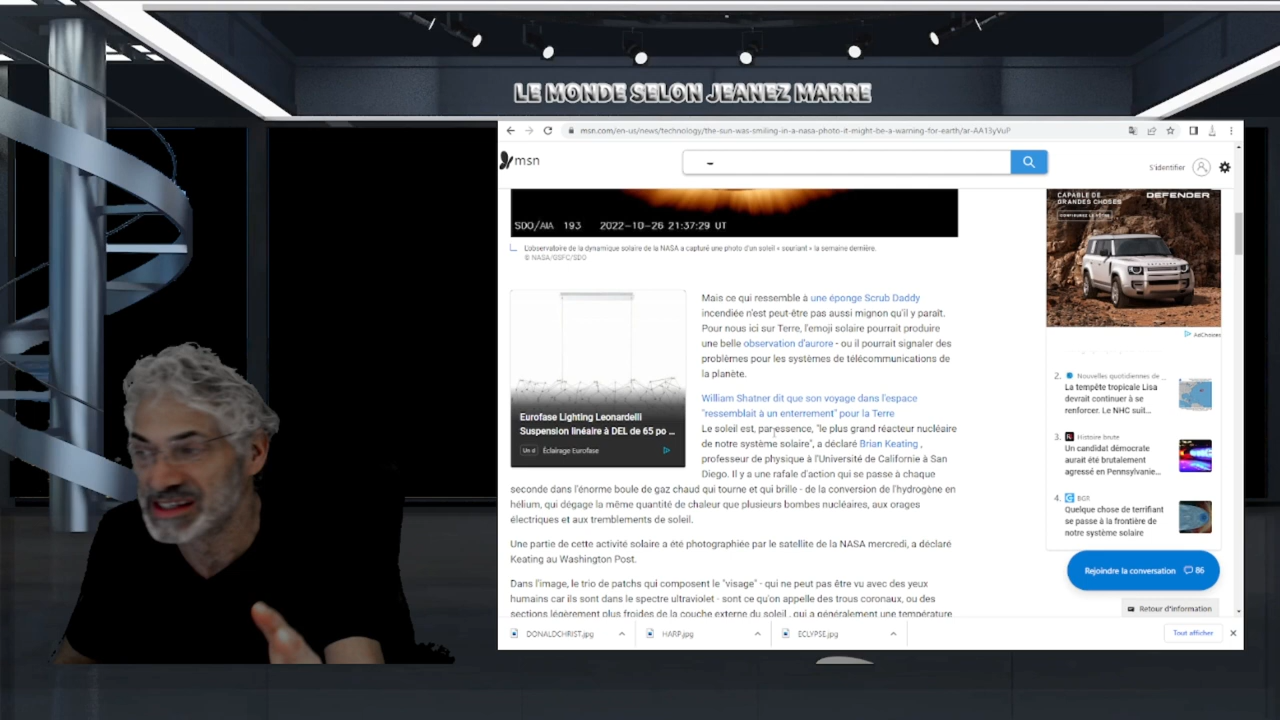 LE MONDE SELON JEANEZ MARRE
msn.com/en-us/news/technology/the-sun-was-smiling-in-a-nasa-photo-it-might-be-a-warning-for-earth/ar-AA13yVuP
msn
S'identifier
SDO/AIA 193 2022-10-26 21:37:29 UT
L'observatoire de la dynamique solaire de la NASA a capturé une photo d'un soleil « souriant » la semaine dernière.
© NASA/GSFC/SDO
Mais ce qui ressemble à une éponge Scrub Daddy
incendiée n'est peut-être pas aussi mignon qu'il y paraît.
Pour nous ici sur Terre, l'emoji solaire pourrait produire
une belle observation d'aurore - ou il pourrait signaler des
problèmes pour les systèmes de télécommunications de
la planète.
William Shatner dit que son voyage dans l'espace
"ressemblait à un enterrement" pour la Terre
Le soleil est, par essence, "le plus grand réacteur nucléaire
de notre système solaire", a déclaré Brian Keating ,
professeur de physique à l'Université de Californie à San
Diego. Il y a une rafale d'action qui se passe à chaque
seconde dans l'énorme boule de gaz chaud qui tourne et qui brille - de la conversion de l'hydrogène en
hélium, qui dégage la même quantité de chaleur que plusieurs bombes nucléaires, aux orages
électriques et aux tremblements de soleil.
Une partie de cette activité solaire a été photographiée par le satellite de la NASA mercredi, a déclaré
Keating au Washington Post.
Dans l'image, le trio de patchs qui composent le "visage" - qui ne peut pas être vu avec des yeux
humains car ils sont dans le spectre ultraviolet - sont ce qu'on appelle des trous coronaux, ou des
sections légèrement plus froides de la couche externe du soleil , qui a généralement une température
Eurofase Lighting Leonardelli
Suspension linéaire à DEL de 65 po ...
Éclairage Eurofase
CAPABLE DE
GRANDES CHOSES
DEFENDER
CONFIGUREZ LE VÔTRE
AdChoices
2. Nouvelles quotidiennes de ...
La tempête tropicale Lisa
devrait continuer à se
renforcer. Le NHC suit...
3. Histoire brute
Un candidat démocrate
aurait été brutalement
agressé en Pennsylvanie...
4. BGR
Quelque chose de terrifiant
se passe à la frontière de
notre système solaire
Rejoindre la conversation 86
Retour d'information
DONALDCHRIST.jpg
HARP.jpg
ECLYPSE.jpg
Tout afficher